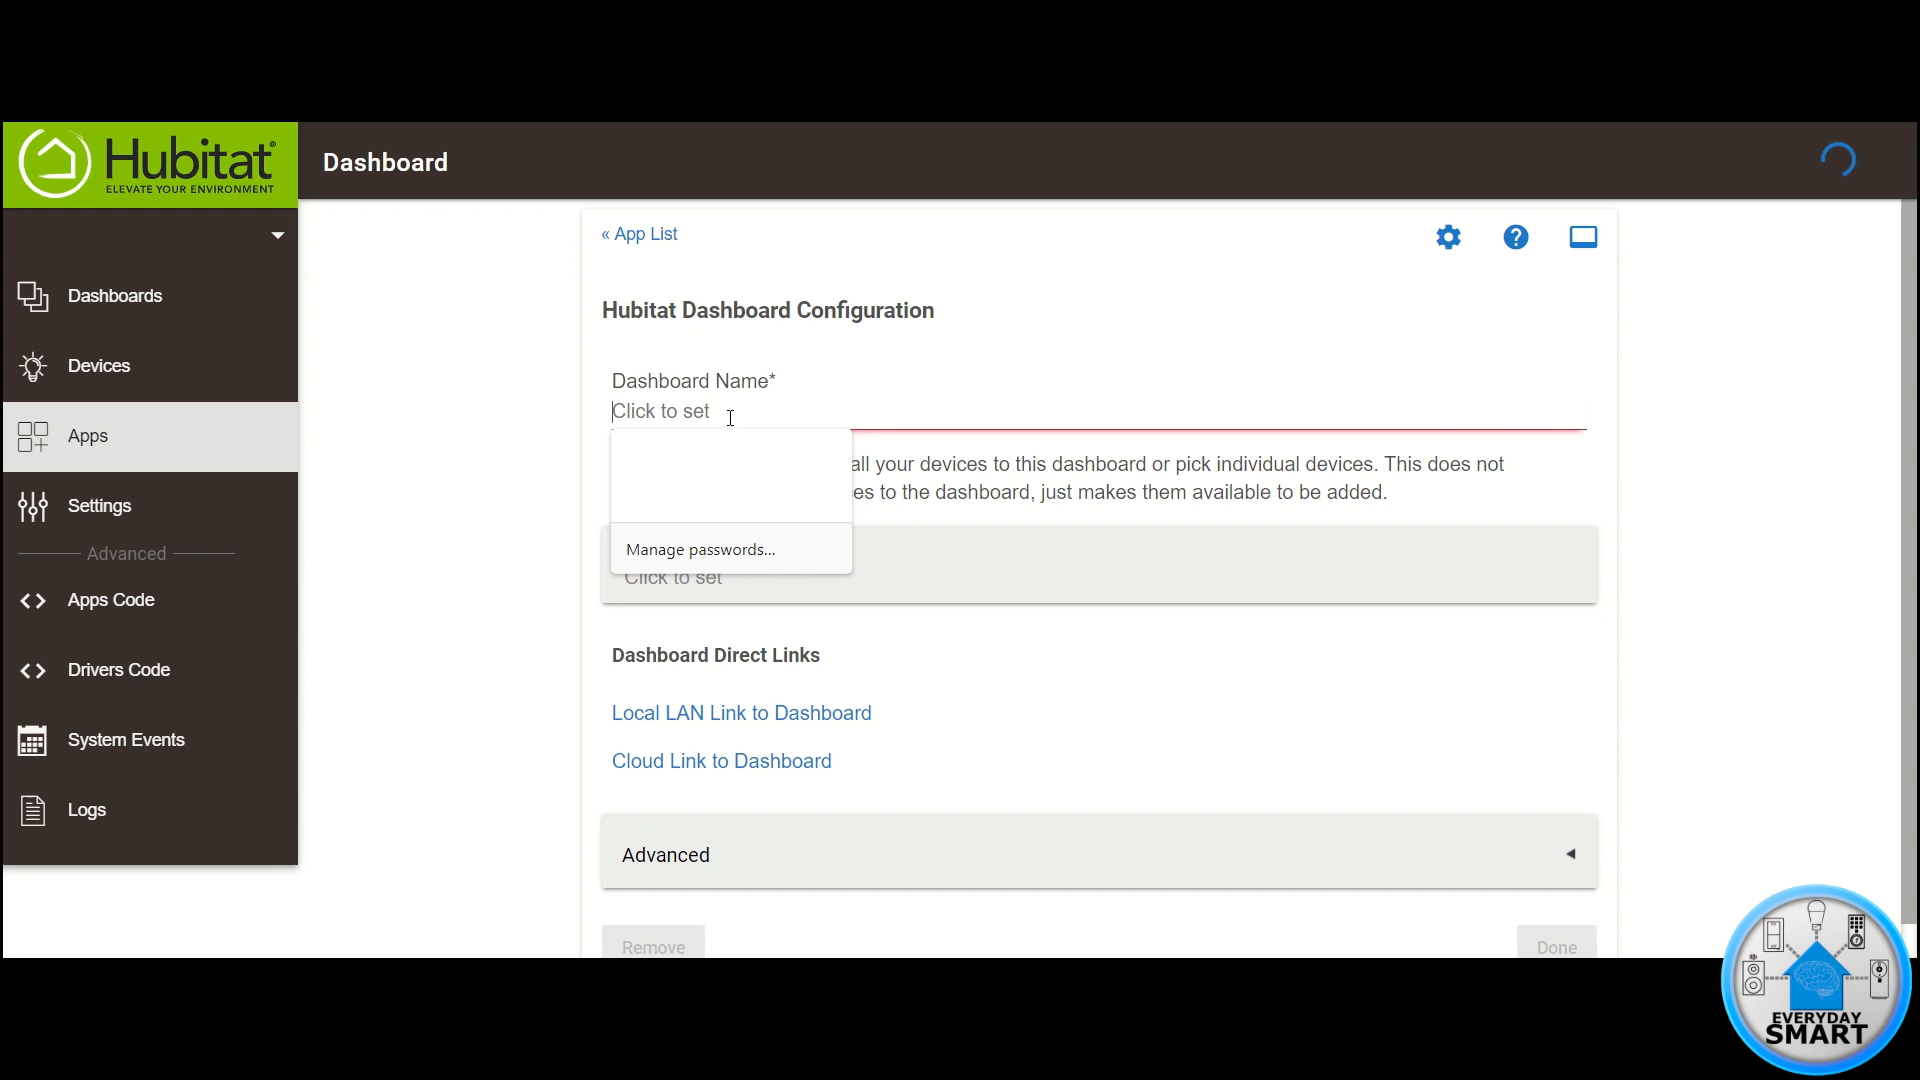 Hubitat®
ELEVATE YOUR ENVIRONMENT
Dashboard
« App List
Dashboards
Devices
Apps
Settings
Advanced
Apps Code
Drivers Code
System Events
Logs
Hubitat Dashboard Configuration
Dashboard Name*
Click to set
all your devices to this dashboard or pick individual devices. This does not
es to the dashboard, just makes them available to be added.
Manage passwords...
Click to set
Dashboard Direct Links
Local LAN Link to Dashboard
Cloud Link to Dashboard
Advanced
Remove
Done
EVERYDAY
SMART